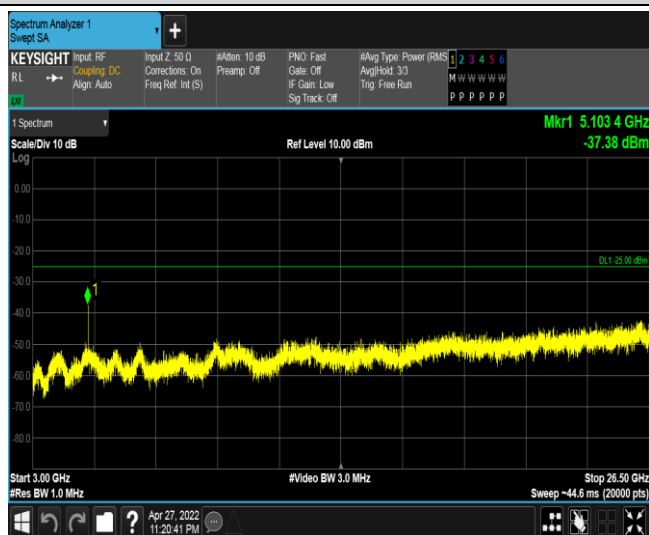 Spectrum Analyzer 1
Swept SA
+
KEYSIGHT
RL
Input: RF
Coupling: DC
Align: Auto
Input Z: 50 Ω
Corrections: On
Freq Ref: Int (S)
#Atten: 10 dB
Preamp: Off
PNO: Fast
Gate: Off
IF Gain: Low
Sig Track: Off
#Avg Type: Power (RMS
Avg|Hold: 3/3
Trig: Free Run
1 2 3 4 5 6
M W W W W W
P P P P P P
1 Spectrum
Scale/Div 10 dB
Ref Level 10.00 dBm
Mkr1 5.103 4 GHz
-37.38 dBm
Log
0.00
-10.0
-20.0
DL1 -25.00 dBm
-30.0
1
-40.0
-50.0
-60.0
-70.0
-80.0
Start 3.00 GHz
#Video BW 3.0 MHz
Stop 26.50 GHz
#Res BW 1.0 MHz
Sweep ~44.6 ms (20000 pts)
?
Apr 27, 2022
11:20:41 PM